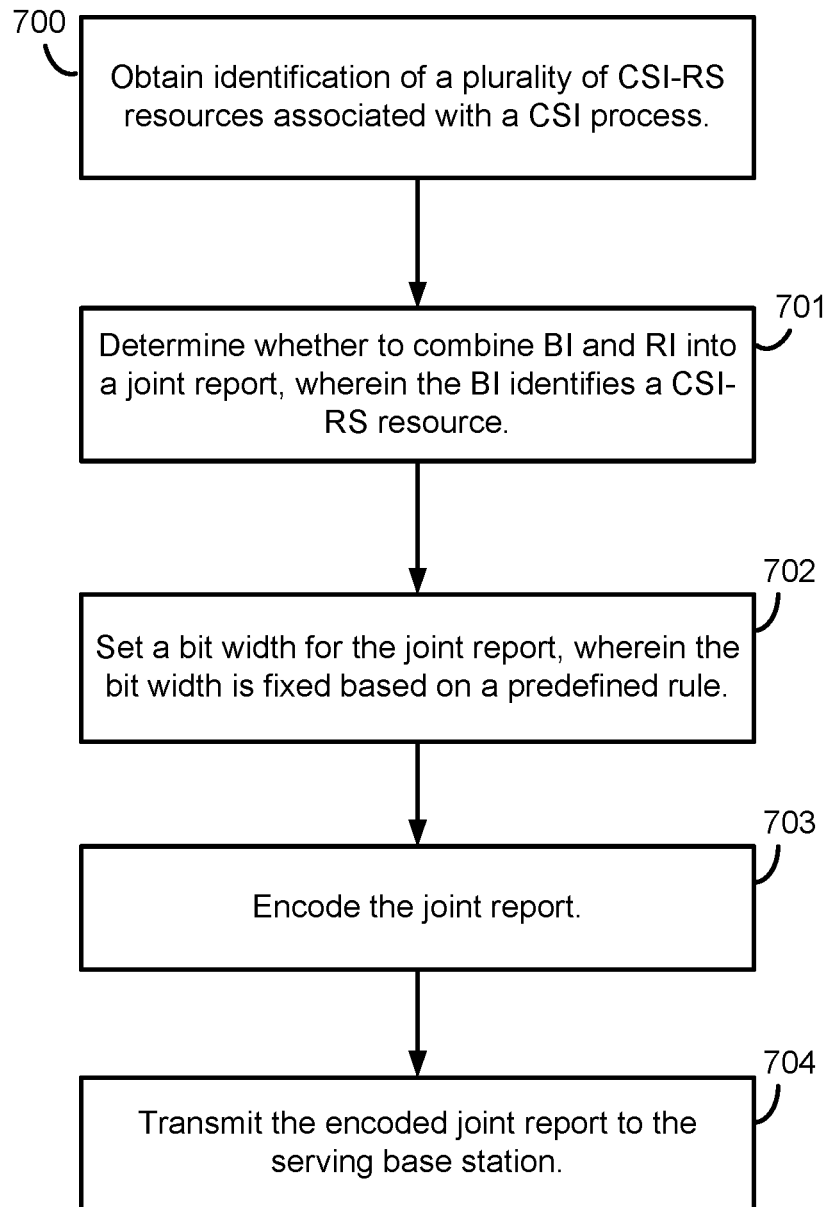 700
Obtain identification of a plurality of CSI-RS
resources associated with a CSI process.
701
Determine whether to combine BI and RI into
a joint report, wherein the BI identifies a CSI-
RS resource.
702
Set a bit width for the joint report, wherein the
bit width is fixed based on a predefined rule.
703
Encode the joint report.
704
Transmit the encoded joint report to the
serving base station.